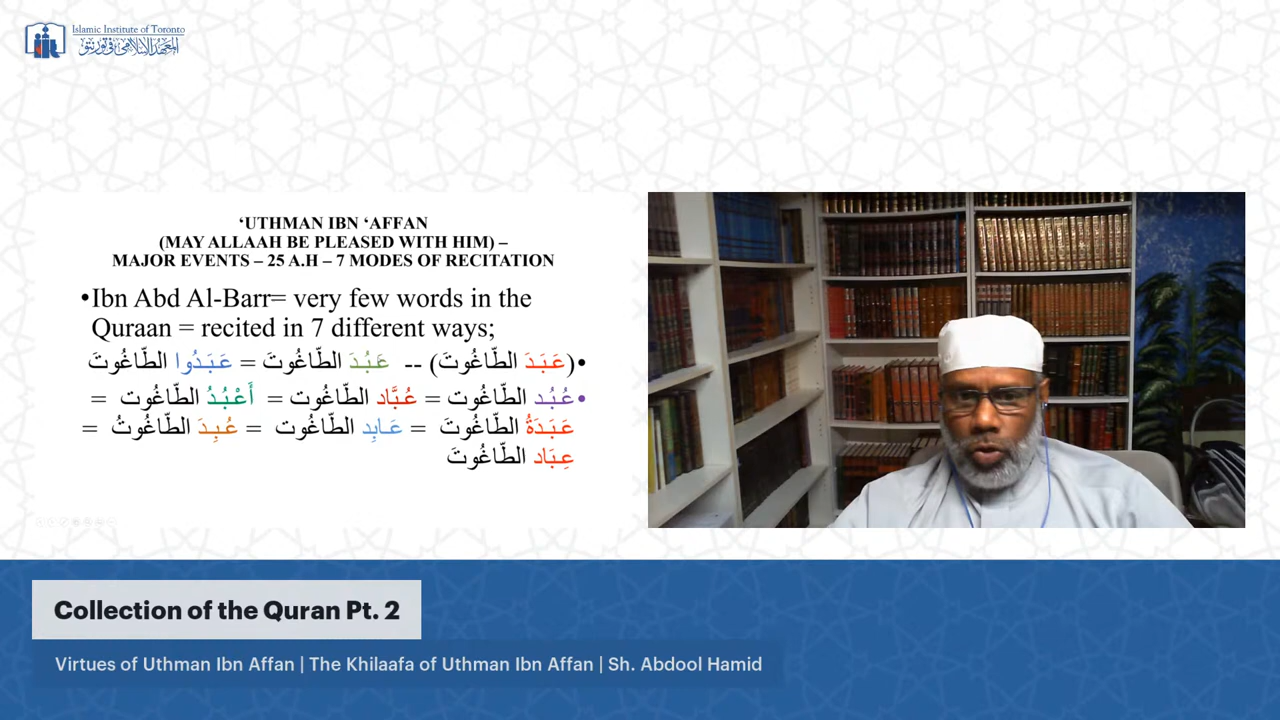 Islamic Institute of Toronto
المعهد الإسلامي في تورنتو
‘UTHMAN IBN ‘AFFAN
(MAY ALLAAH BE PLEASED WITH HIM) –
MAJOR EVENTS – 25 A.H – 7 MODES OF RECITATION
•Ibn Abd Al-Barr= very few words in the
Quraan = recited in 7 different ways;
•(عَبَدَ الطَّاغُوتَ) -- عَبُدَ الطَّاغُوتَ = عَبَدُوا الطَّاغُوتَ
•عُبُد الطَّاغُوت = عُبَّاد الطَّاغُوت = أَعْبُدُ الطَّاغُوت =
عَبَدَةُ الطَّاغُوتَ = عَابِد الطَّاغُوت = عُبِدَ الطَّاغُوتُ =
عِبَاد الطَّاغُوتَ
Collection of the Quran Pt. 2
Virtues of Uthman Ibn Affan | The Khilaafa of Uthman Ibn Affan | Sh. Abdool Hamid